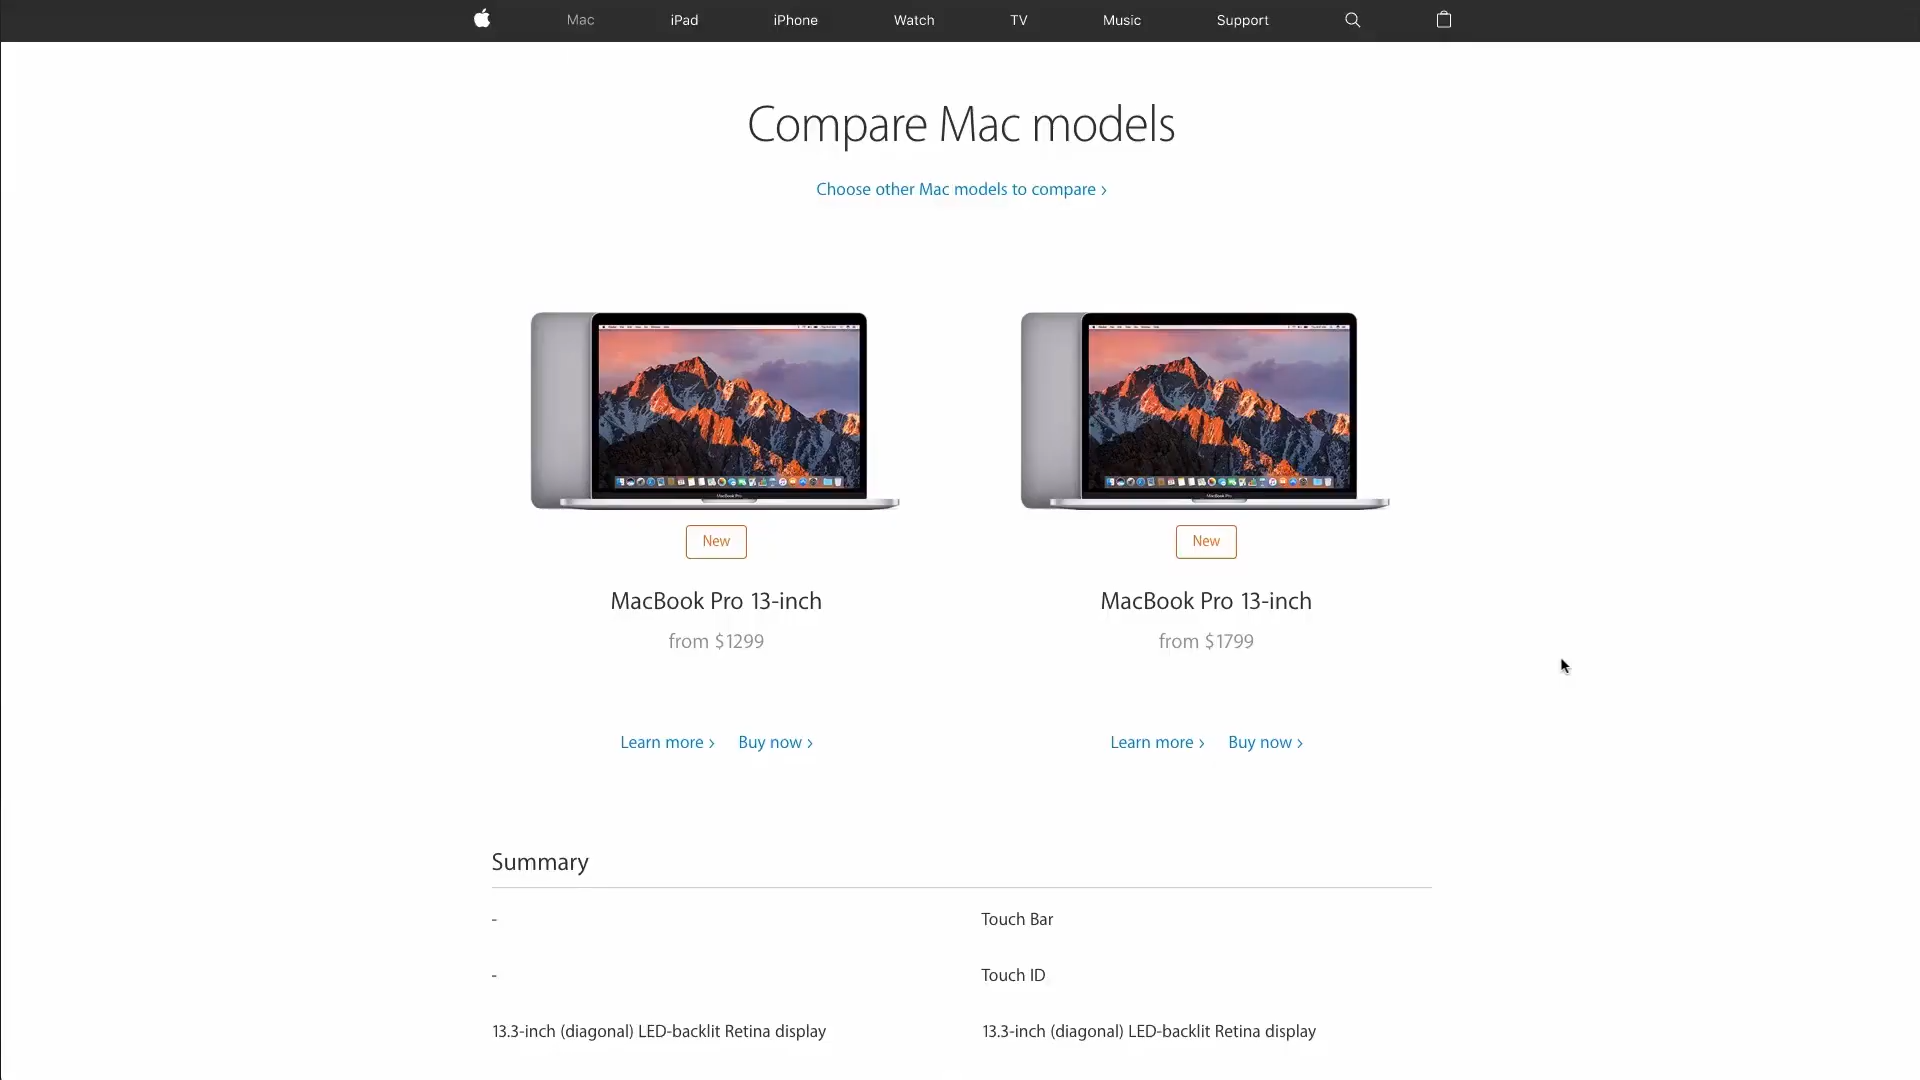 Mac iPad iPhone Watch TV Music Support
Compare Mac models
Choose other Mac models to compare >
New New
MacBook Pro 13-inch MacBook Pro 13-inch
from $1299 from $1799
Learn more > Buy now > Learn more > Buy now >
Summary
- Touch Bar
- Touch ID
13.3-inch (diagonal) LED-backlit Retina display 13.3-inch (diagonal) LED-backlit Retina display